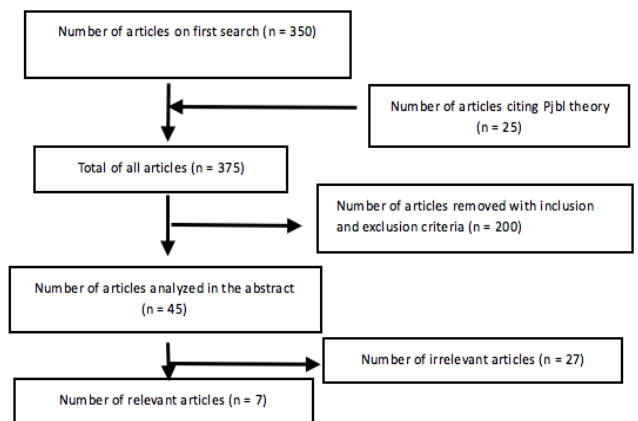 Number of articles on first search (n = 350)
Number of articles citing Pjbl theory
(n = 25)
Total of all articles (n = 375)
Number of articles removed with inclusion
and exclusion criteria (n = 200)
Number of articles analyzed in the abstract
(n = 45)
Number of irrelevant articles (n = 27)
Number of relevant articles (n = 7)